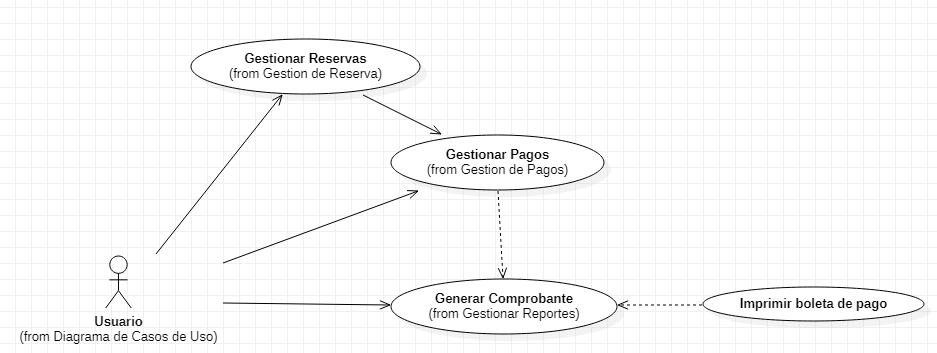 Gestionar Reservas
(from Gestion de Reserva)
Gestionar Pagos
(from Gestion de Pagos)
Generar Comprobante
(from Gestionar Reportes)
Imprimir boleta de pago
Usuario
(from Diagrama de Casos de Uso)